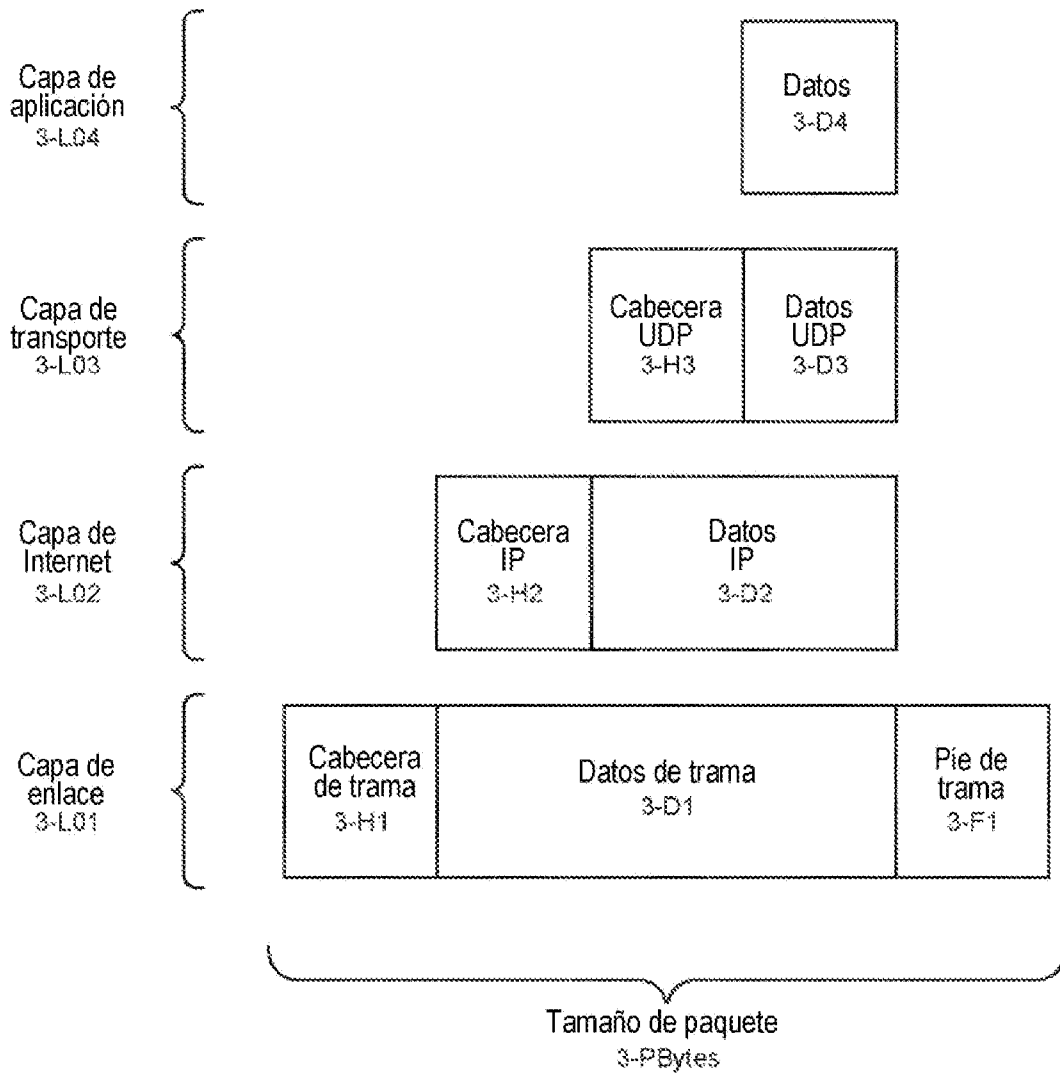 Capa de
aplicación
3-L04
Datos
3-D4
Capa de
transporte
3-L03
Cabecera
UDP
3-H3
Datos
UDP
3-D3
Capa de
Internet
3-L02
Cabecera
IP
3-H2
Datos
IP
3-D2
Capa de
enlace
3-L01
Cabecera
de trama
3-H1
Datos de trama
3-D1
Pie de
trama
3-F1
Tamaño de paquete
3-PBytes